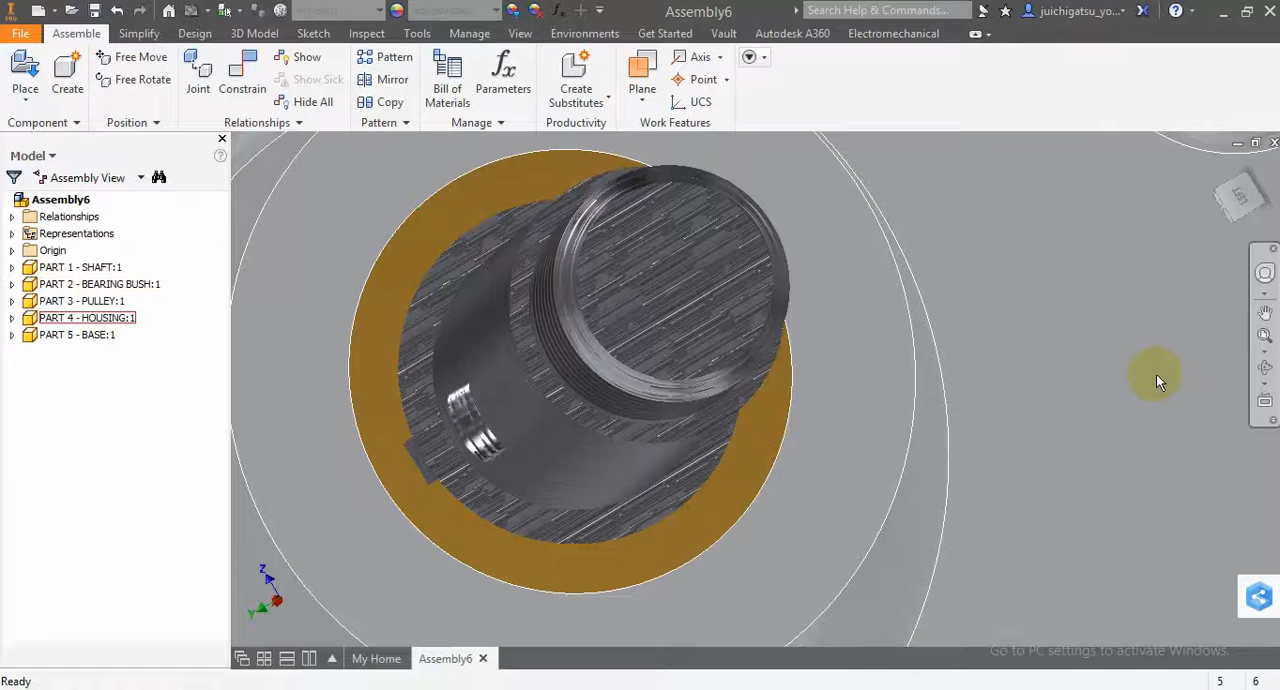 PRO
Assembly6
Search Help & Commands...
juichigatsu_yo...
File
Assemble
Simplify
Design
3D Model
Sketch
Inspect
Tools
Manage
View
Environments
Get Started
Vault
Autodesk A360
Electromechanical
Place
Create
Free Move
Free Rotate
Joint
Constrain
Show
Show Sick
Hide All
Pattern
Mirror
Copy
Bill of
Materials
fx
Parameters
Create
Substitutes
Plane
Axis
Point
UCS
Component
Position
Relationships
Pattern
Manage
Productivity
Work Features
Model
Assembly View
Assembly6
Relationships
Representations
Origin
PART 1 - SHAFT:1
PART 2 - BEARING BUSH:1
PART 3 - PULLEY:1
PART 4 - HOUSING:1
PART 5 - BASE:1
Z
Y
My Home
Assembly6
Go to PC settings to activate Windows.
Ready
5
6